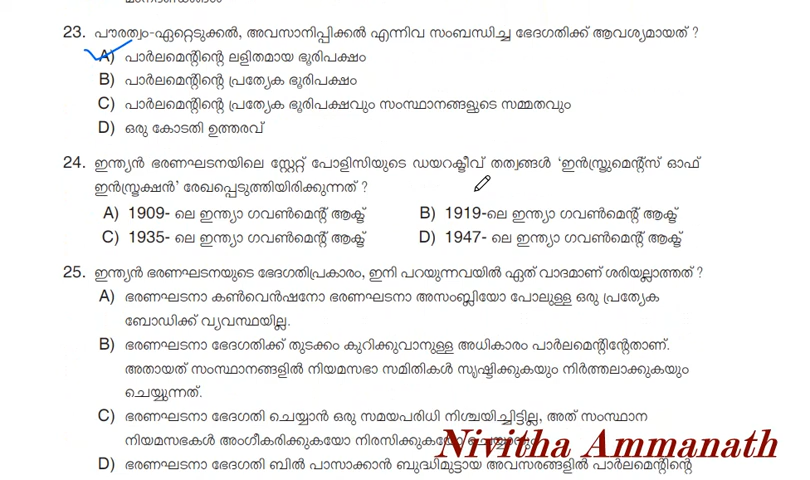 23. പൗരത്വം-ഏറ്റെടുക്കൽ, അവസാനിപ്പിക്കൽ എന്നിവ സംബന്ധിച്ച ഭേദഗതിക്ക് ആവശ്യമായത് ?
A) പാർലമെന്റിന്റെ ലളിതമായ ഭൂരിപക്ഷം
B) പാർലമെന്റിന്റെ പ്രത്യേക ഭൂരിപക്ഷം
C) പാർലമെന്റിന്റെ പ്രത്യേക ഭൂരിപക്ഷവും സംസ്ഥാനങ്ങളുടെ സമ്മതവും
D) ഒരു കോടതി ഉത്തരവ്
24. ഇന്ത്യൻ ഭരണഘടനയിലെ സ്റ്റേറ്റ് പോളിസിയുടെ ഡയറക്ടീവ് തത്വങ്ങൾ 'ഇൻസ്ട്രുമെന്റ്സ് ഓഫ്
ഇൻസ്ട്രക്ഷൻ' രേഖപ്പെടുത്തിയിരിക്കുന്നത് ?
A) 1909- ലെ ഇന്ത്യാ ഗവൺമെന്റ് ആക്ട് B) 1919-ലെ ഇന്ത്യാ ഗവൺമെന്റ് ആക്ട്
C) 1935- ലെ ഇന്ത്യാ ഗവൺമെന്റ് ആക്ട് D) 1947- ലെ ഇന്ത്യാ ഗവൺമെന്റ് ആക്ട്
25. ഇന്ത്യൻ ഭരണഘടനയുടെ ഭേദഗതിപ്രകാരം, ഇനി പറയുന്നവയിൽ ഏത് വാദമാണ് ശരിയല്ലാത്തത് ?
A) ഭരണഘടനാ കൺവെൻഷനോ ഭരണഘടനാ അസംബ്ലിയോ പോലുള്ള ഒരു പ്രത്യേക
ബോഡിക്ക് വ്യവസ്ഥയില്ല.
B) ഭരണഘടനാ ഭേദഗതിക്ക് തുടക്കം കുറിക്കുവാനുള്ള അധികാരം പാർലമെന്റിന്റേതാണ്.
അതായത് സംസ്ഥാനങ്ങളിൽ നിയമസഭാ സമിതികൾ സൃഷ്ടിക്കുകയും നിർത്തലാക്കുകയും
ചെയ്യുന്നത്.
C) ഭരണഘടനാ ഭേദഗതി ചെയ്യാൻ ഒരു സമയപരിധി നിശ്ചയിച്ചിട്ടില്ല, അത് സംസ്ഥാന
നിയമസഭകൾ അംഗീകരിക്കുകയോ നിരസിക്കുകയോ ചെയ്യാനും
Nivitha Ammanath
D) ഭരണഘടനാ ഭേദഗതി ബിൽ പാസാക്കാൻ ബുദ്ധിമുട്ടായ അവസരങ്ങളിൽ പാർലമെന്റിന്റെ